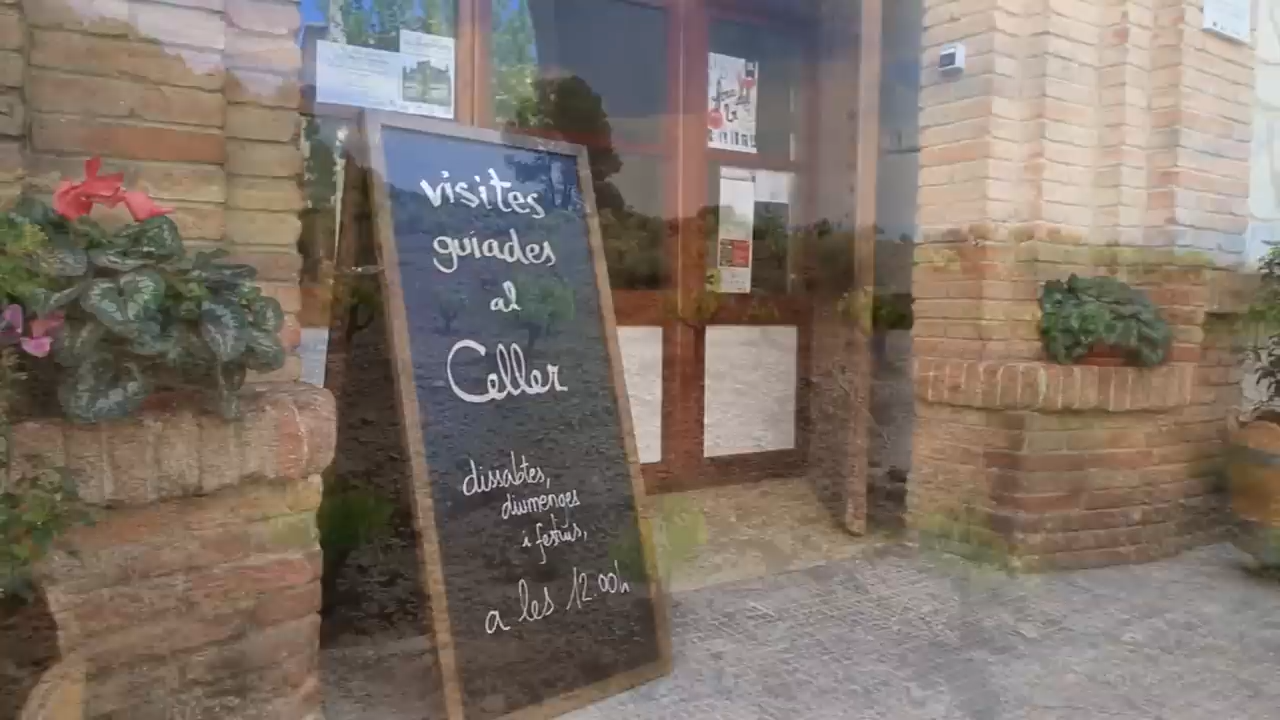 visites
guiades
al
Celler
dissabtes,
diumenges
i festius,
a les 12.00h